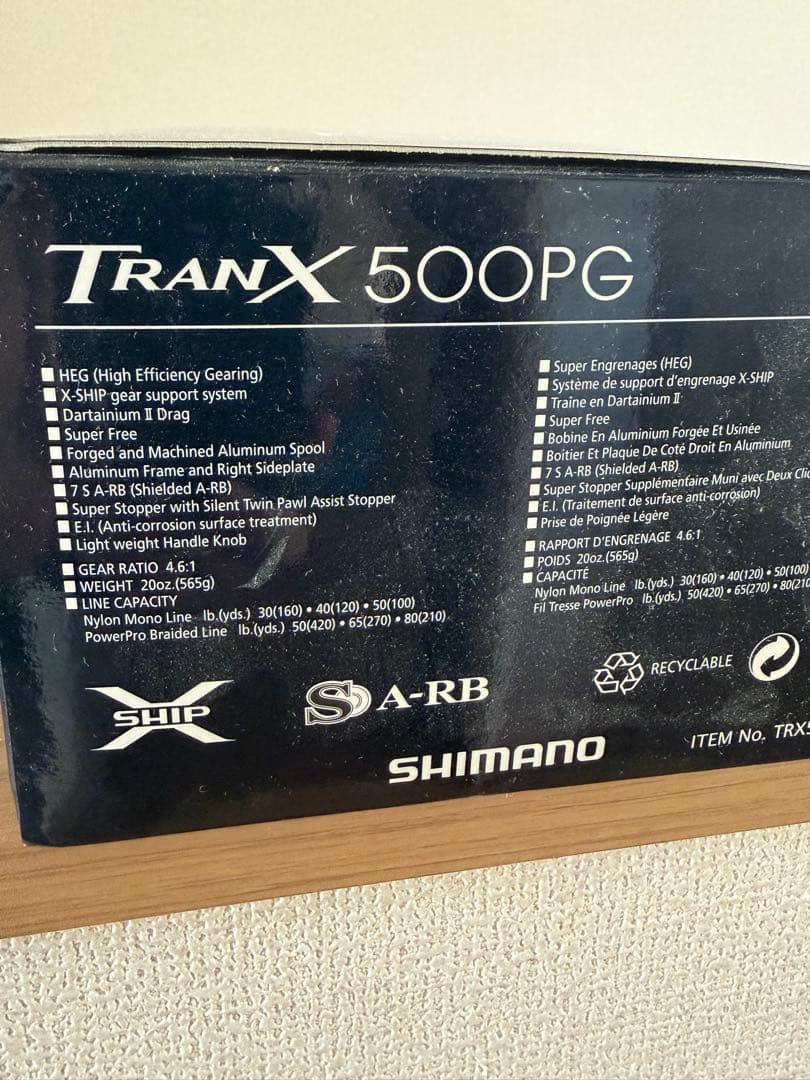 TRANX 500PG
■ HEG (High Efficiency Gearing)
■ X-SHIP gear support system
■ Dartainium II Drag
■ Super Free
■ Forged and Machined Aluminum Spool
■ Aluminum Frame and Right Sideplate
■ 7 S A-RB (Shielded A-RB)
■ Super Stopper with Silent Twin Pawl Assist Stopper
■ E.I. (Anti-corrosion surface treatment)
■ Light weight Handle Knob
■ GEAR RATIO 4.6:1
■ WEIGHT 20oz.(565g)
■ LINE CAPACITY
Nylon Mono Line lb.(yds.) 30(160) • 40(120) • 50(100)
PowerPro Braided Line lb.(yds.) 50(420) • 65(270) • 80(210)
■ Super Engrenages (HEG)
■ Système de support d'engrenage X-SHIP
■ Traîne en Dartainium II
■ Super Free
■ Bobine En Aluminium Forgée Et Usinée
■ Boitier Et Plaque De Coté Droit En Aluminium
■ 7 S A-RB (Shielded A-RB)
■ Super Stopper Supplémentaire Muni avec Deux
■ E.I. (Traitement de surface anti-corrosion)
■ Prise de Poignée Légère
■ RAPPORT D'ENGRENAGE 4.6:1
■ POIDS 20oz.(565g)
■ CAPACITÉ
Nylon Mono Line lb.(yds.) 30(160) • 40(120) • 50(100)
Fil Tresse PowerPro lb.(yds.) 50(420) • 65(270) •
X SHIP
S A-RB
RECYCLABLE
SHIMANO
ITEM No.